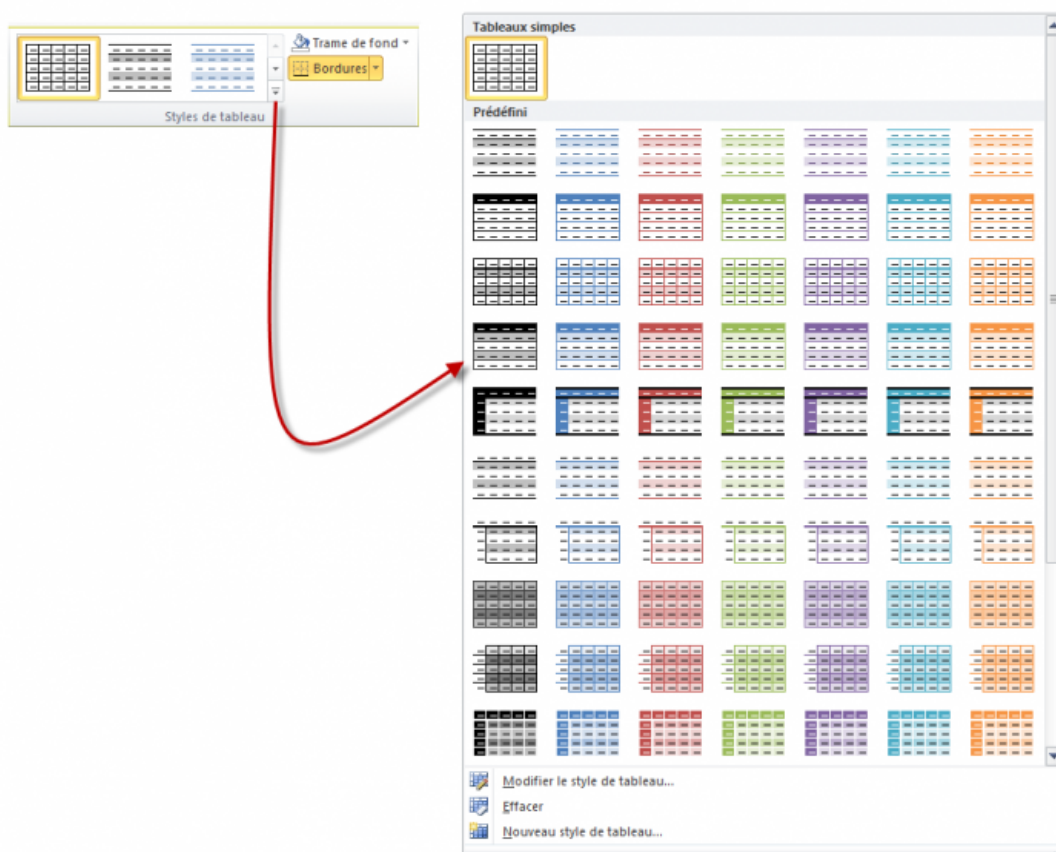 Trame de fond
Bordures
Styles de tableau
Tableaux simples
Prédéfini
Modifier le style de tableau...
Effacer
Nouveau style de tableau...